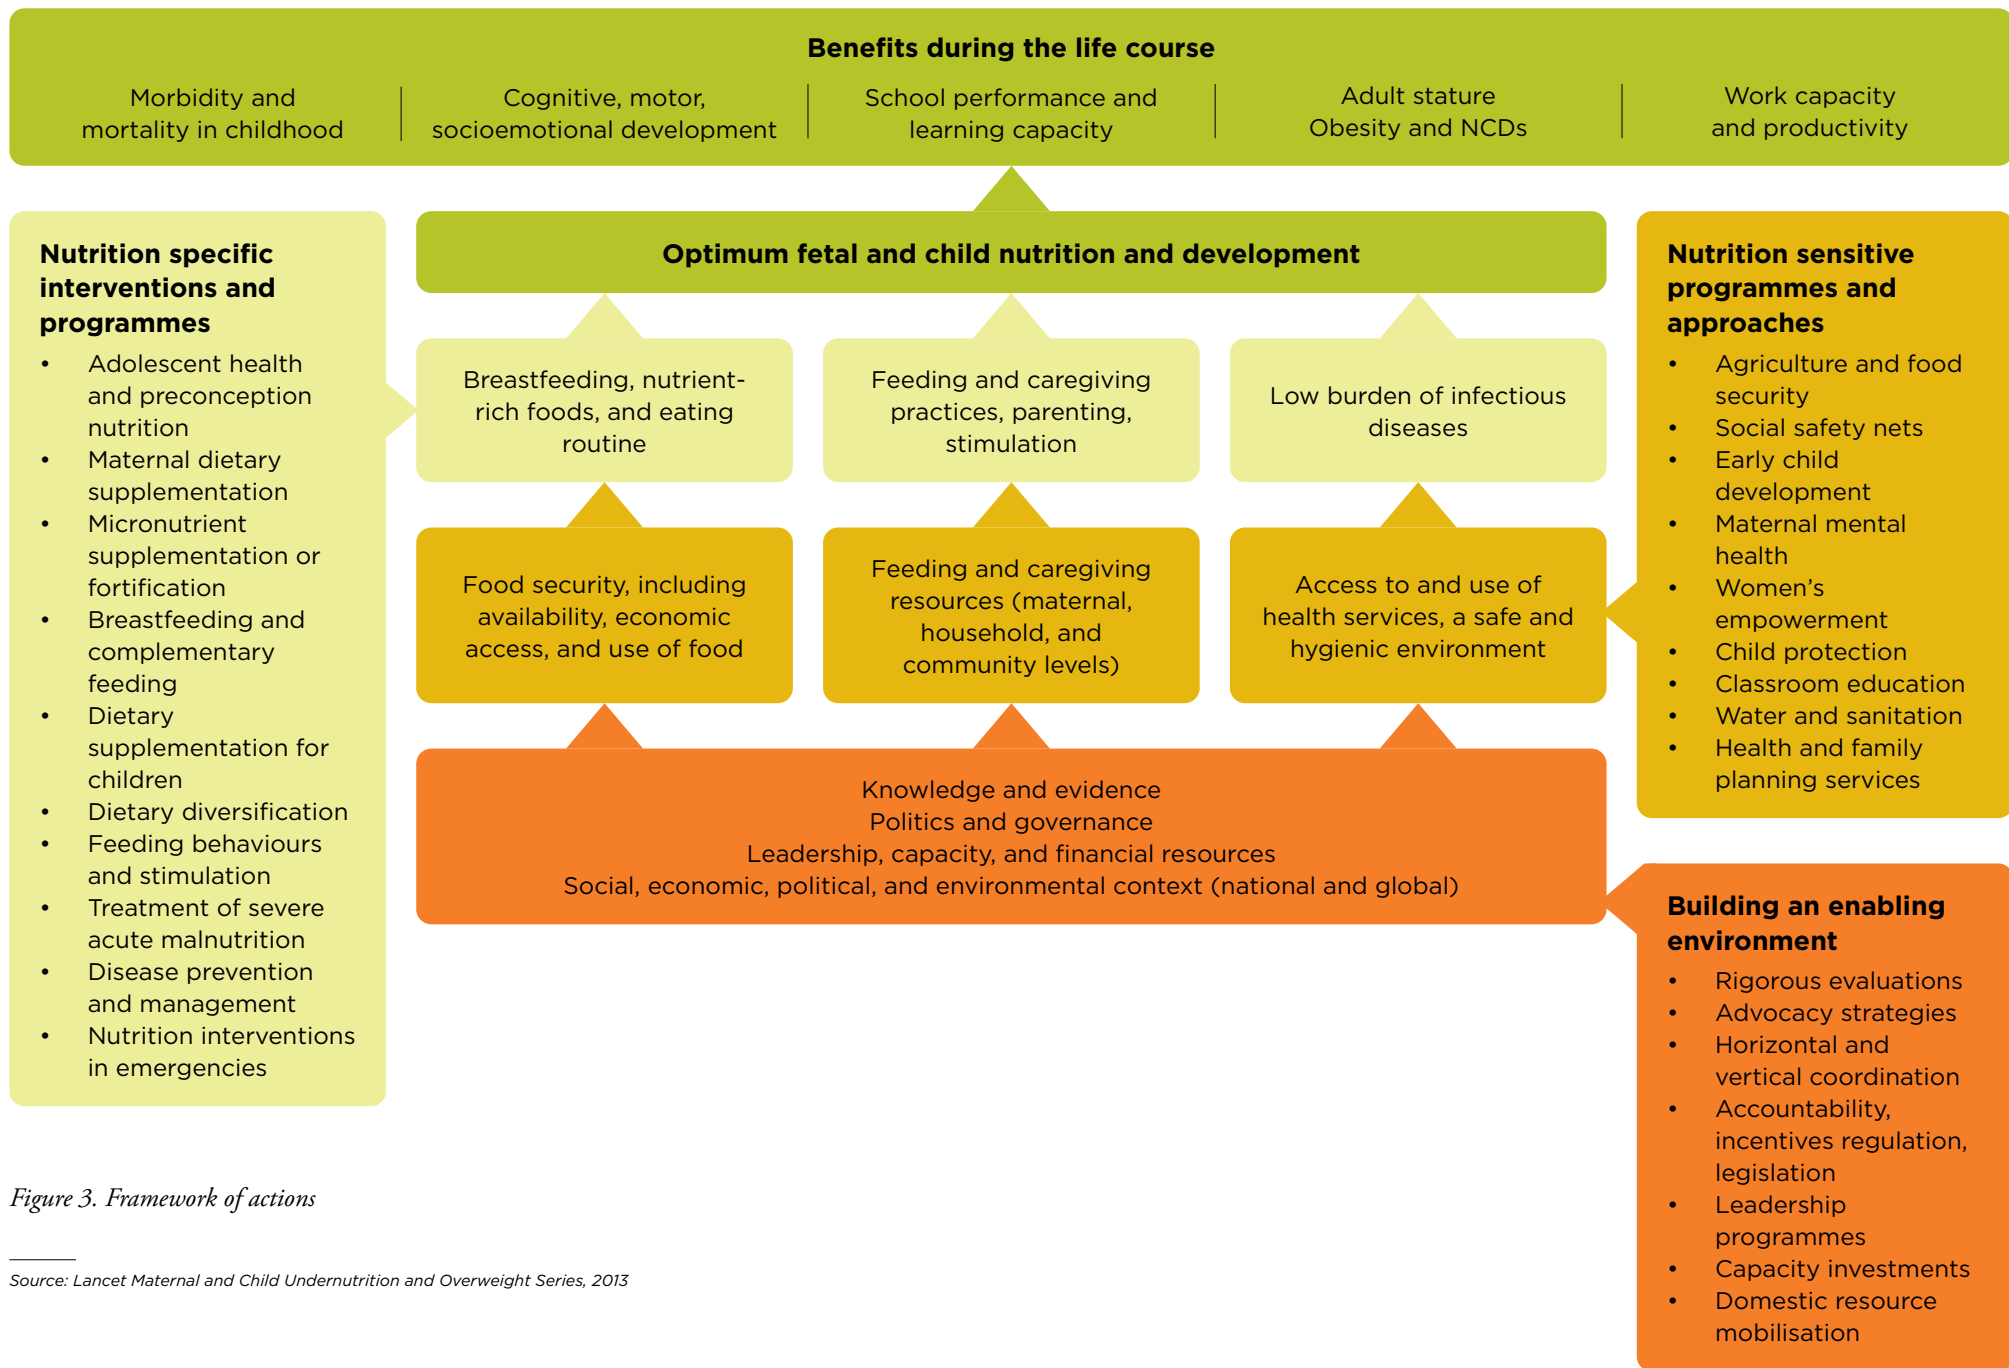 Benefits during the life course
Morbidity and
mortality in childhood
Cognitive, motor,
socioemotional development
School performance and
learning capacity
Adult stature
Obesity and NCDs
Work capacity
and productivity
Nutrition specific
interventions and
programmes
• Adolescent health
and preconception
nutrition
• Maternal dietary
supplementation
• Micronutrient
supplementation or
fortification
• Breastfeeding and
complementary
feeding
• Dietary
supplementation for
children
• Dietary diversification
• Feeding behaviours
and stimulation
• Treatment of severe
acute malnutrition
• Disease prevention
and management
• Nutrition interventions
in emergencies
Optimum fetal and child nutrition and development
Breastfeeding, nutrient-
rich foods, and eating
routine
Feeding and caregiving
practices, parenting,
stimulation
Low burden of infectious
diseases
Food security, including
availability, economic
access, and use of food
Feeding and caregiving
resources (maternal,
household, and
community levels)
Access to and use of
health services, a safe and
hygienic environment
Knowledge and evidence
Politics and governance
Leadership, capacity, and financial resources
Social, economic, political, and environmental context (national and global)
Nutrition sensitive
programmes and
approaches
• Agriculture and food
security
• Social safety nets
• Early child
development
• Maternal mental
health
• Women’s
empowerment
• Child protection
• Classroom education
• Water and sanitation
• Health and family
planning services
Building an enabling
environment
• Rigorous evaluations
• Advocacy strategies
• Horizontal and
vertical coordination
• Accountability,
incentives regulation,
legislation
• Leadership
programmes
• Capacity investments
• Domestic resource
mobilisation
Figure 3. Framework of actions
Source: Lancet Maternal and Child Undernutrition and Overweight Series, 2013